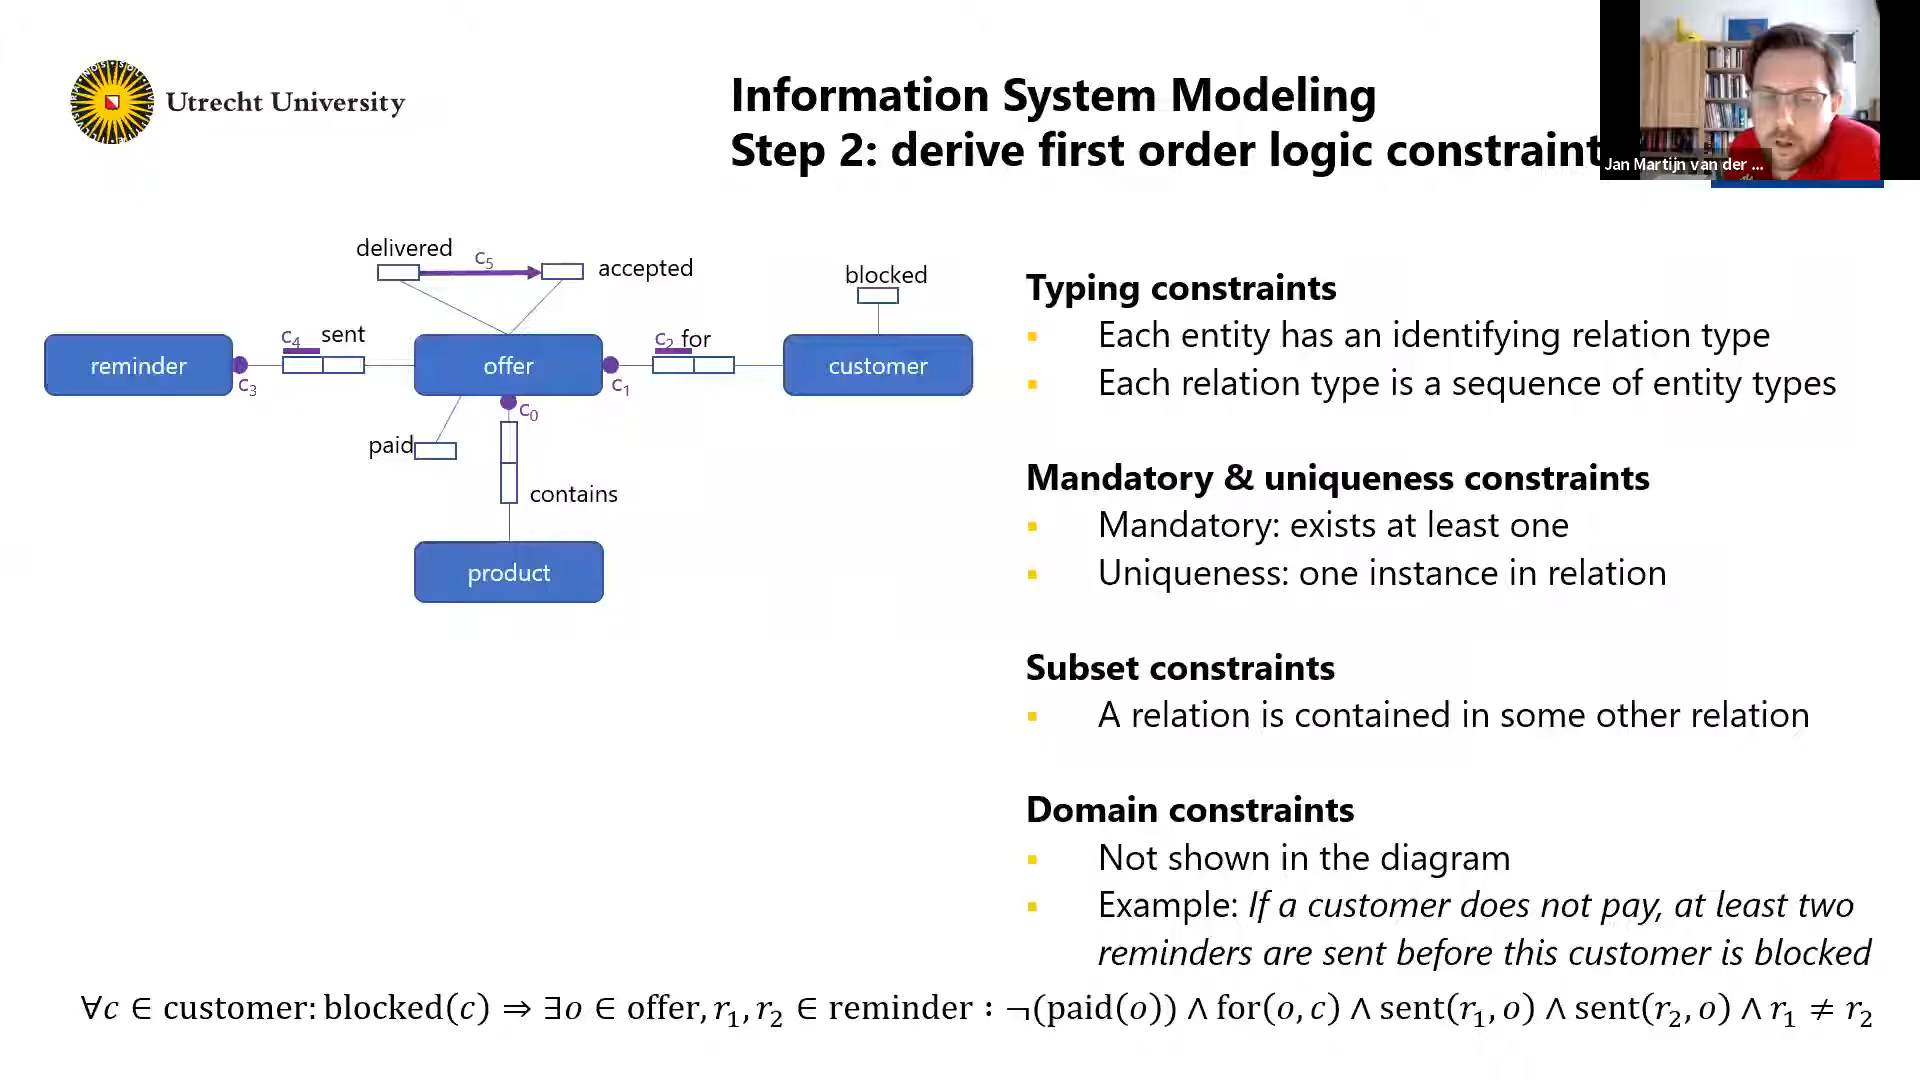 Utrecht University
Information System Modeling
Step 2: derive first order logic constraint
Jan Martijn van der ...
delivered
c5
accepted
blocked
c4 sent
c2 for
reminder
offer
customer
c3
c1
c0
paid
contains
product
Typing constraints
▪ Each entity has an identifying relation type
▪ Each relation type is a sequence of entity types
Mandatory & uniqueness constraints
▪ Mandatory: exists at least one
▪ Uniqueness: one instance in relation
Subset constraints
▪ A relation is contained in some other relation
Domain constraints
▪ Not shown in the diagram
▪ Example: If a customer does not pay, at least two
reminders are sent before this customer is blocked
∀c ∈ customer: blocked(c) ⇒ ∃o ∈ offer, r₁, r₂ ∈ reminder : ¬(paid(o)) ∧ for(o, c) ∧ sent(r₁, o) ∧ sent(r₂, o) ∧ r₁ ≠ r₂